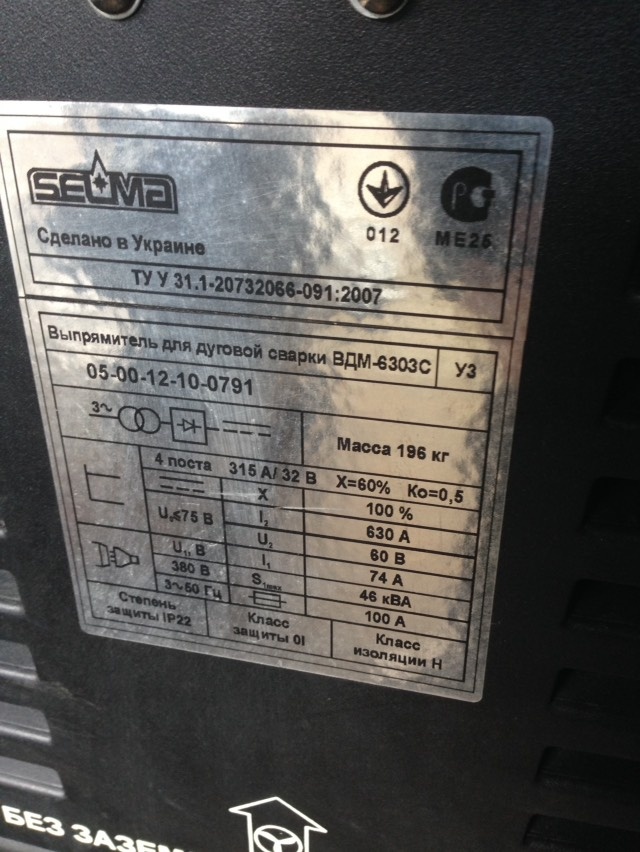 SELMA
012
МЕ25
Сделано в Украине
ТУ У 31.1-20732066-091:2007
Выпрямитель для дуговой сварки ВДМ-6303С У3
05-00-12-10-0791
3~
Масса 196 кг
4 поста 315 А/ 32 В X=60% Ко=0,5
X 100 %
U₀≤75 В I₂ 630 А
U₂ 60 В
U₁, В I₁ 74 А
380 В S₁max 46 кВА
3~50 Гц 100 А
Степень защиты IP22
Класс защиты 0I
Класс изоляции Н
БЕЗ